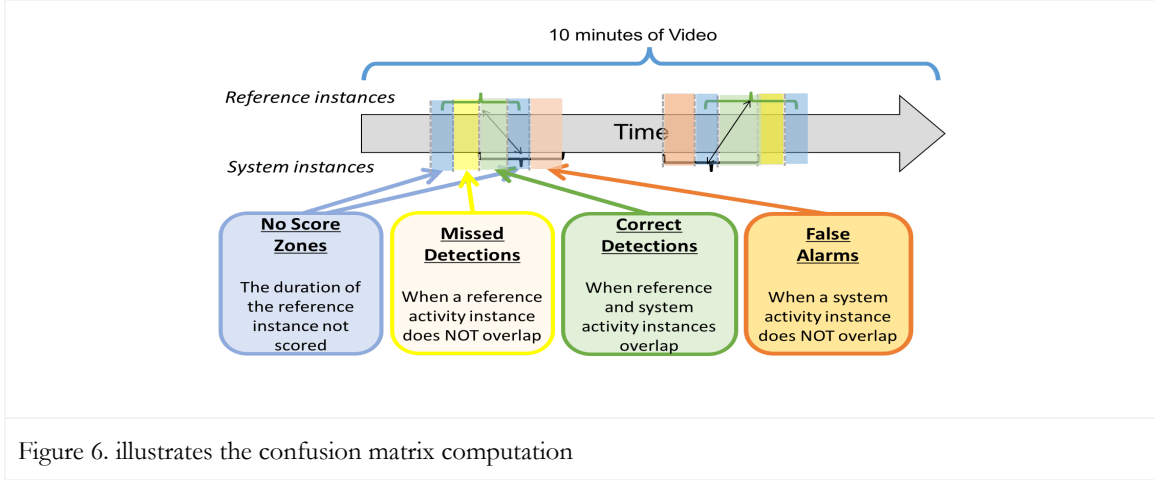 10 minutes of Video
Reference instances
Time
System instances
No Score
Zones
The duration of
the reference
instance not
scored
Missed
Detections
When a reference
activity instance
does NOT overlap
Correct
Detections
When reference
and system
activity instances
overlap
False
Alarms
When a system
activity instance
does NOT overlap
Figure 6. illustrates the confusion matrix computation